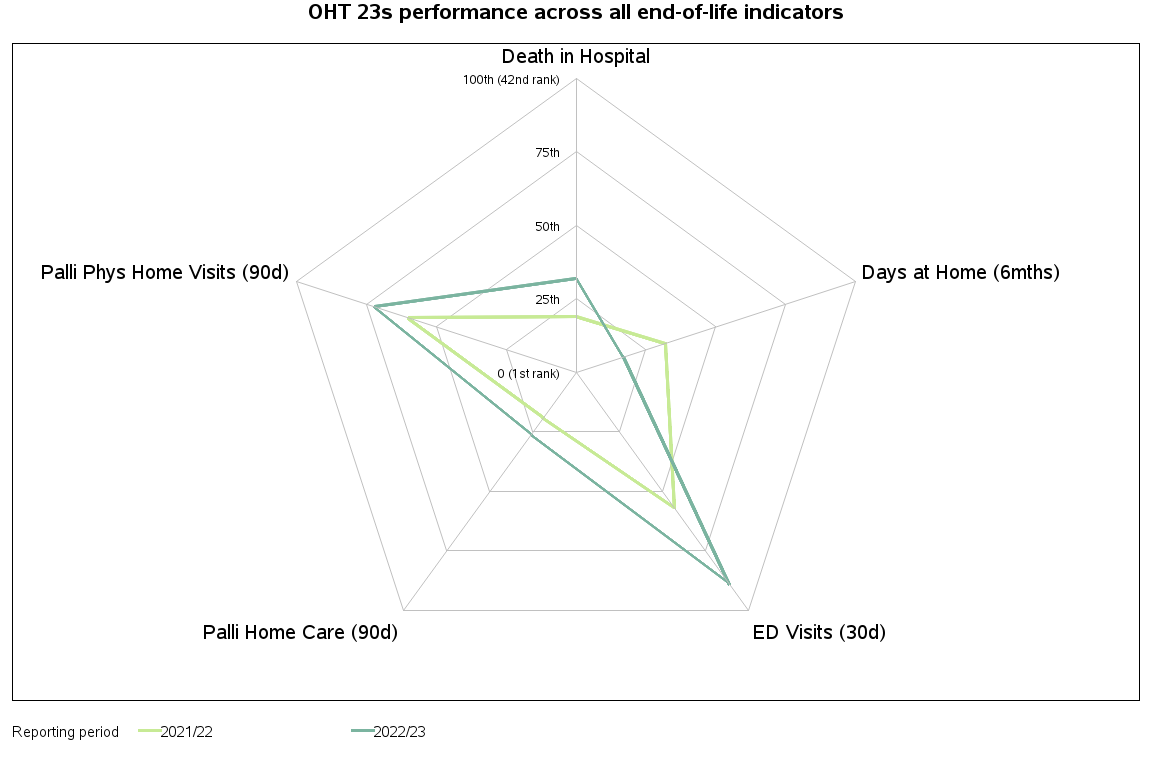 OHT 23s performance across all end-of-life indicators
Death in Hospital
100th (42nd rank)
75th
50th
25th
0 (1st rank)
Palli Phys Home Visits (90d)
Days at Home (6mths)
Palli Home Care (90d)
ED Visits (30d)
Reporting period 2021/22 2022/23